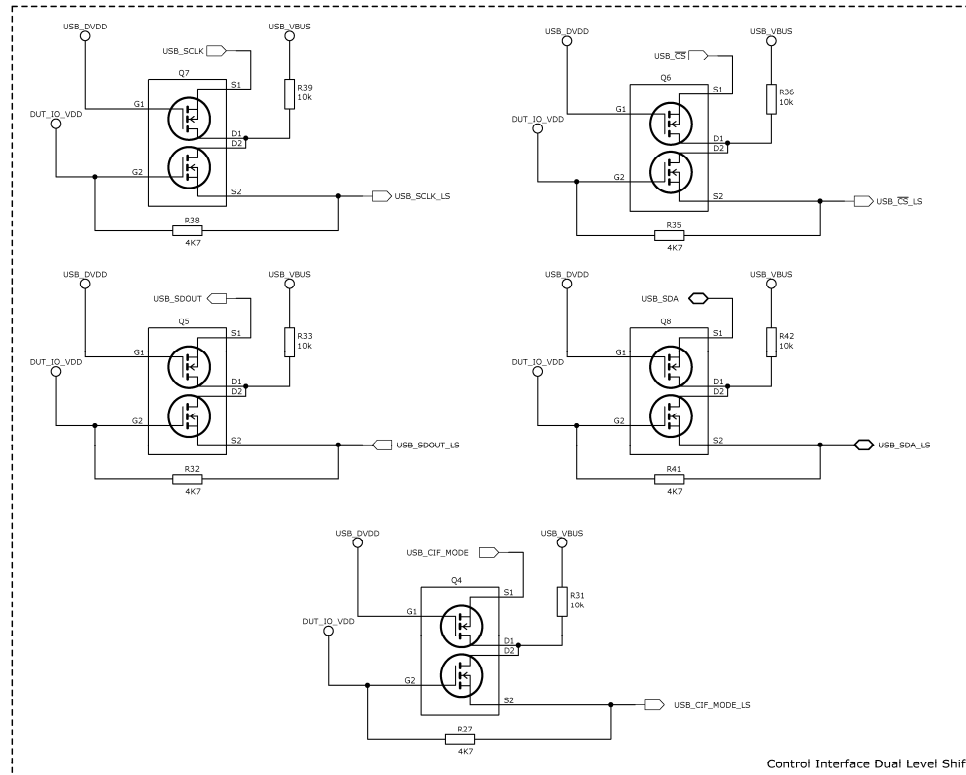 USB_DVDD
USB_VBUS
USB_SCLK
Q7
S1
R39
10k
G1
DUT_IO_VDD
D1
D2
G2
S2
USB_SCLK_LS
R38
4K7
USB_DVDD
USB_VBUS
USB_CS
Q6
S1
R36
10k
G1
DUT_IO_VDD
D1
D2
G2
S2
USB_CS_LS
R35
4K7
USB_DVDD
USB_VBUS
USB_SDOUT
Q5
S1
R33
10k
G1
DUT_IO_VDD
D1
D2
G2
S2
USB_SDOUT_LS
R32
4K7
USB_DVDD
USB_VBUS
USB_SDA
Q8
S1
R42
10k
G1
DUT_IO_VDD
D1
D2
G2
S2
USB_SDA_LS
R41
4K7
USB_DVDD
USB_VBUS
USB_CIF_MODE
Q4
S1
R31
10k
G1
DUT_IO_VDD
D1
D2
G2
S2
USB_CIF_MODE_LS
R27
4K7
Control Interface Dual Level Shif